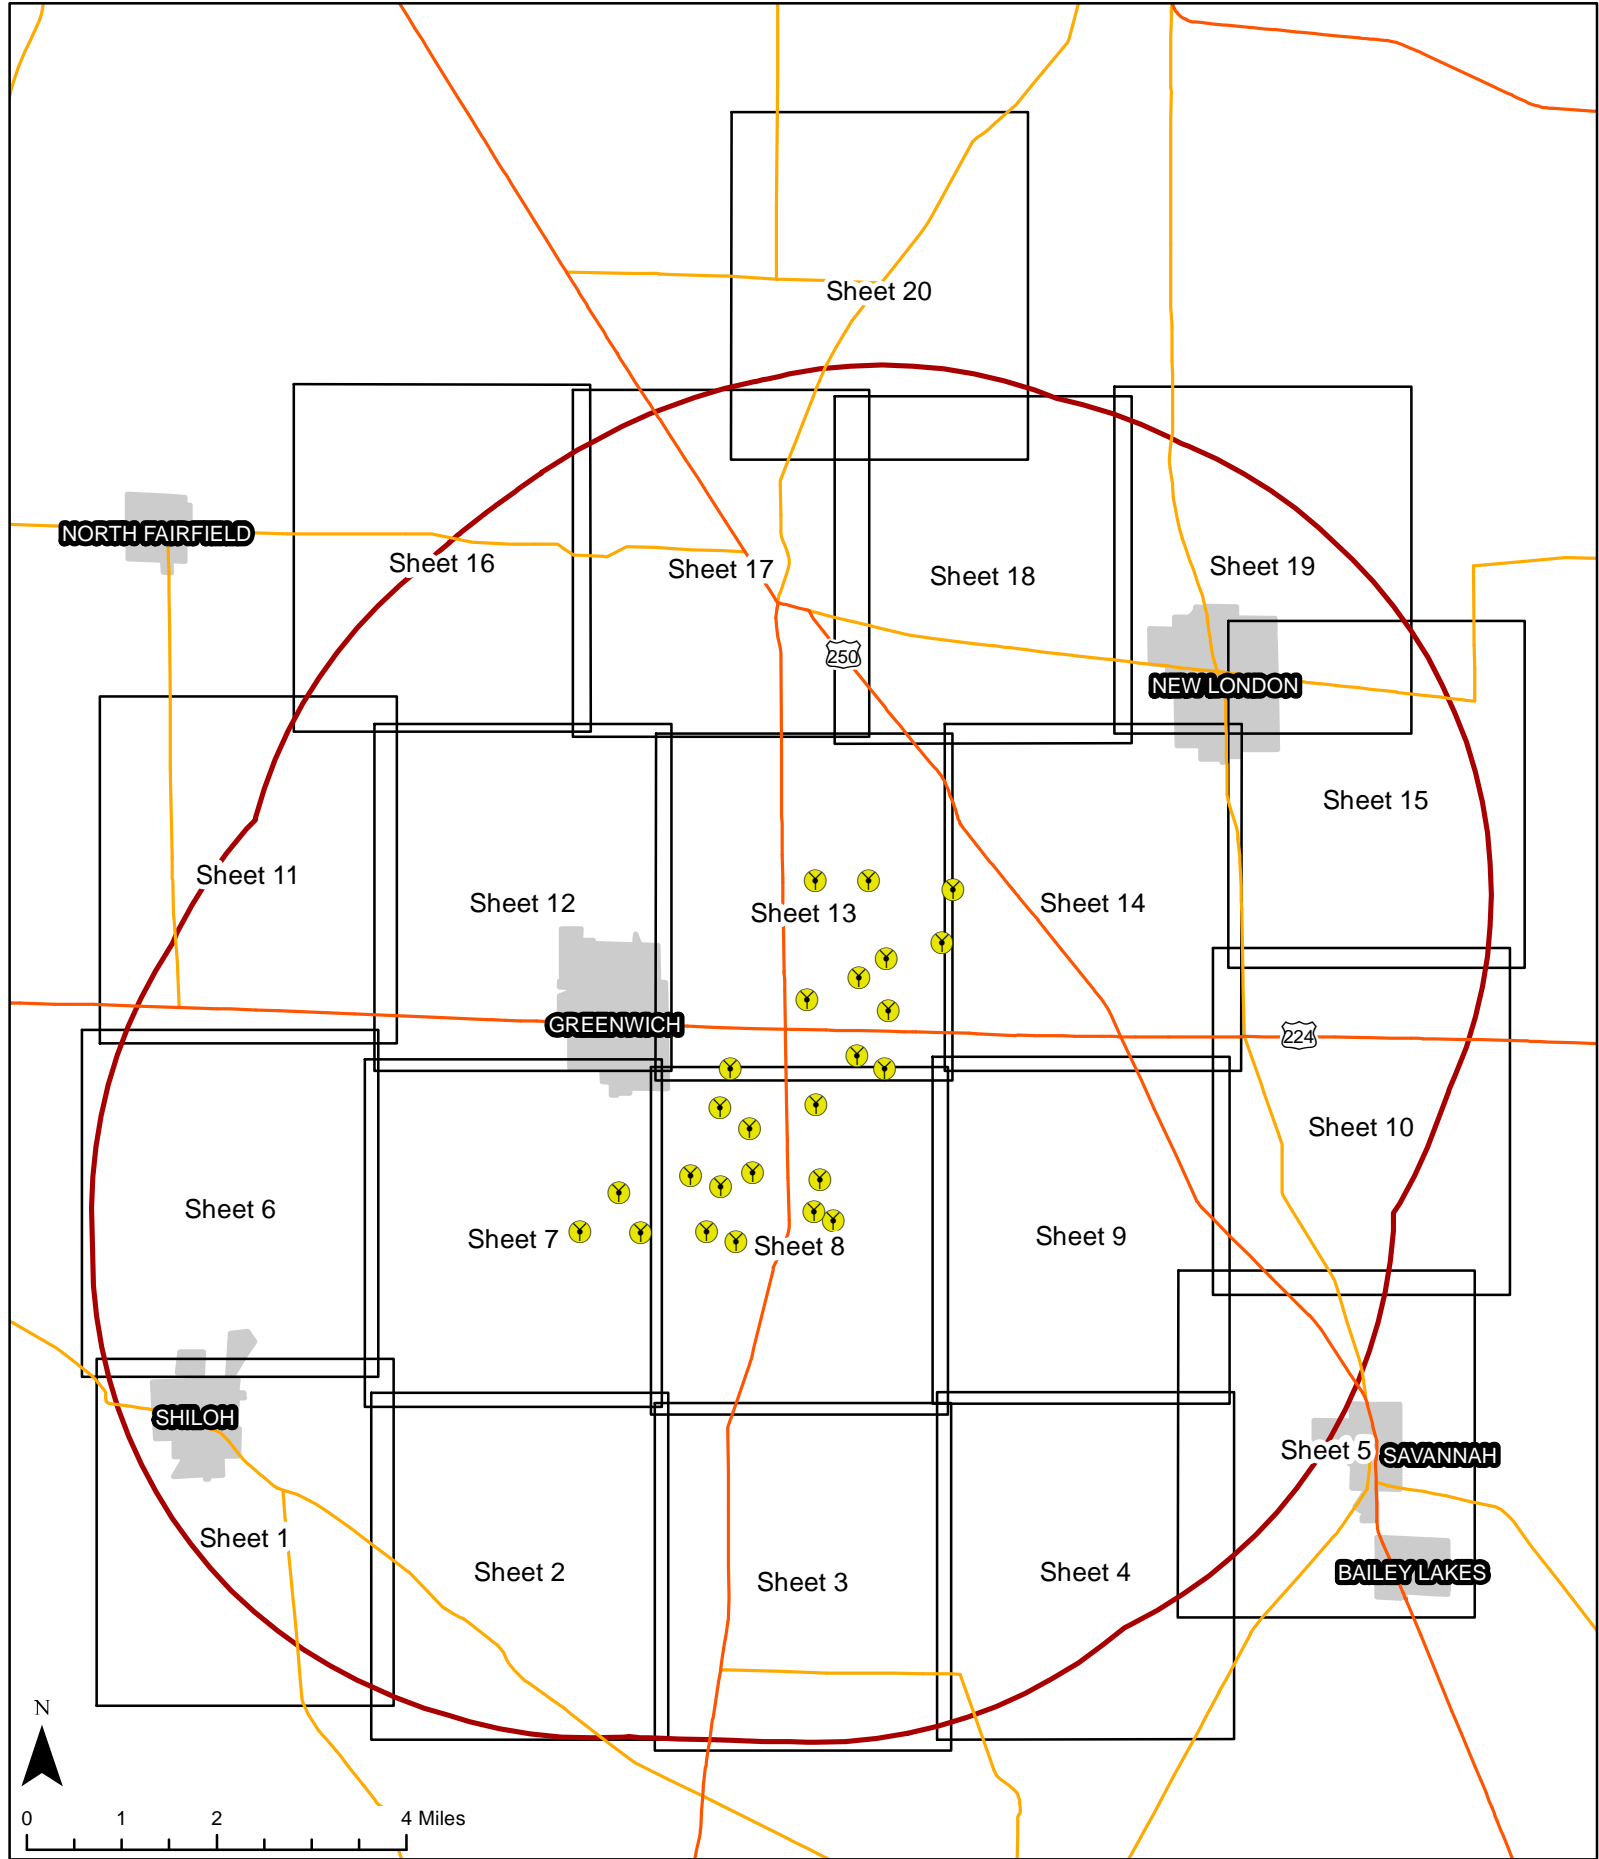 Sheet 20
NORTH FAIRFIELD
Sheet 16
Sheet 17
Sheet 18
Sheet 19
250
NEW LONDON
Sheet 15
Sheet 11
Sheet 12
Sheet 13
Sheet 14
GREENWICH
224
Sheet 10
Sheet 6
Sheet 7
Sheet 8
Sheet 9
SHILOH
Sheet 5
SAVANNAH
Sheet 1
Sheet 2
Sheet 3
Sheet 4
BAILEY LAKES
N
0 1 2 4 Miles